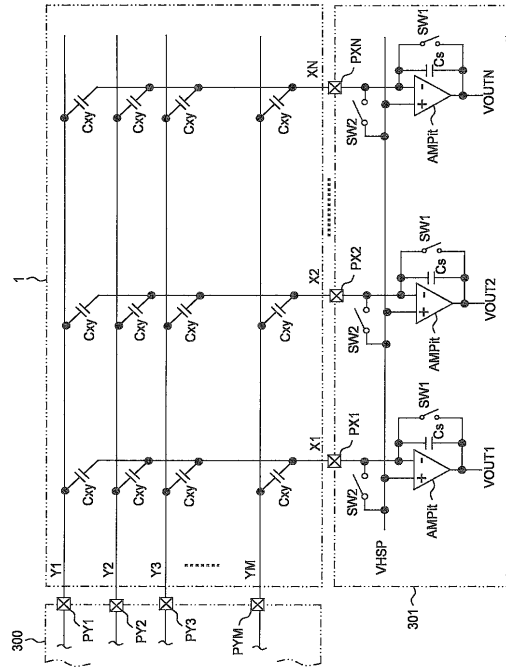 1
XN
X2
X1
Cxy
Cxy
Cxy
Y1
Cxy
Cxy
Cxy
Y2
Cxy
Cxy
Cxy
Y3
Cxy
Cxy
Cxy
YM
300
PY1
PY2
PY3
PYM
PX1
PX2
PXN
SW2
SW2
SW2
SW1
SW1
SW1
Cs
Cs
Cs
- +
- +
- +
VHSP
AMPit
AMPit
AMPit
VOUT1
VOUT2
VOUTN
301